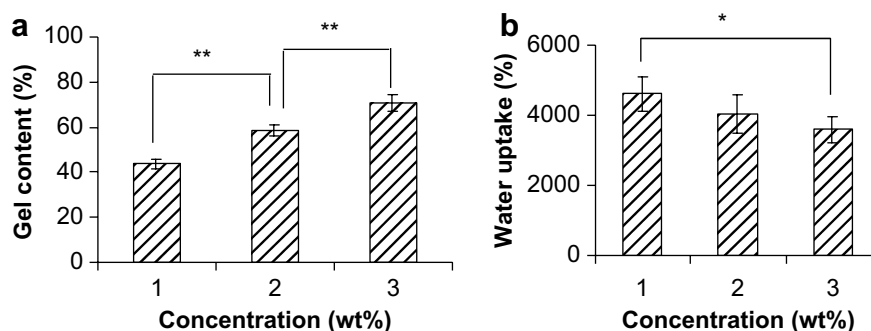 a
**
**
Gel content (%)
100
80
60
40
20
0
1 2 3
Concentration (wt%)
b
*
Water uptake (%)
6000
4000
2000
0
1 2 3
Concentration (wt%)